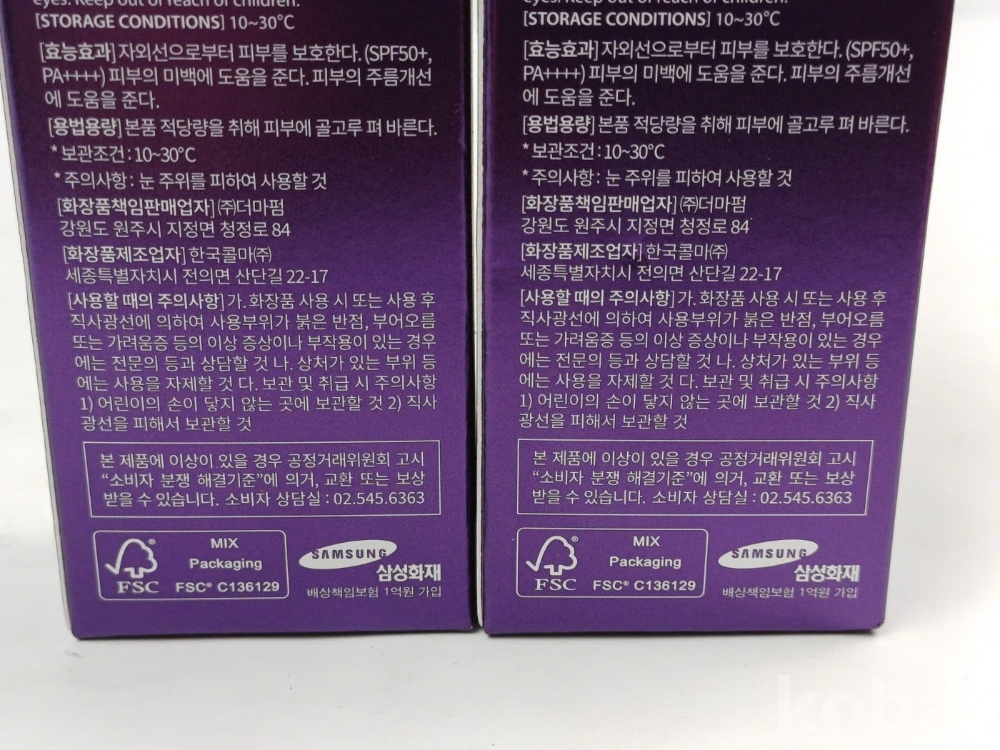 eyes. Keep out of reach of children.
[STORAGE CONDITIONS] 10~30°C
[효능효과] 자외선으로부터 피부를 보호한다. (SPF50+,
PA++++) 피부의 미백에 도움을 준다. 피부의 주름개선
에 도움을 준다.
[용법용량] 본품 적당량을 취해 피부에 골고루 펴 바른다.
* 보관조건 : 10~30°C
* 주의사항 : 눈 주위를 피하여 사용할 것
[화장품책임판매업자] ㈜더마펌
강원도 원주시 지정면 청정로 84
[화장품제조업자] 한국콜마㈜
세종특별자치시 전의면 산단길 22-17
[사용할 때의 주의사항] 가. 화장품 사용 시 또는 사용 후
직사광선에 의하여 사용부위가 붉은 반점, 부어오름
또는 가려움증 등의 이상 증상이나 부작용이 있는 경우
에는 전문의 등과 상담할 것 나. 상처가 있는 부위 등
에는 사용을 자제할 것 다. 보관 및 취급 시 주의사항
1) 어린이의 손이 닿지 않는 곳에 보관할 것 2) 직사
광선을 피해서 보관할 것
본 제품에 이상이 있을 경우 공정거래위원회 고시
“소비자 분쟁 해결기준”에 의거, 교환 또는 보상
받을 수 있습니다. 소비자 상담실 : 02.545.6363
FSC
MIX
Packaging
FSC® C136129
SAMSUNG
삼성화재
배상책임보험 1억원 가입
eyes. Keep out of reach of children.
[STORAGE CONDITIONS] 10~30°C
[효능효과] 자외선으로부터 피부를 보호한다. (SPF50+,
PA++++) 피부의 미백에 도움을 준다. 피부의 주름개선
에 도움을 준다.
[용법용량] 본품 적당량을 취해 피부에 골고루 펴 바른다.
* 보관조건 : 10~30°C
* 주의사항 : 눈 주위를 피하여 사용할 것
[화장품책임판매업자] ㈜더마펌
강원도 원주시 지정면 청정로 84
[화장품제조업자] 한국콜마㈜
세종특별자치시 전의면 산단길 22-17
[사용할 때의 주의사항] 가. 화장품 사용 시 또는 사용 후
직사광선에 의하여 사용부위가 붉은 반점, 부어오름
또는 가려움증 등의 이상 증상이나 부작용이 있는 경우
에는 전문의 등과 상담할 것 나. 상처가 있는 부위 등
에는 사용을 자제할 것 다. 보관 및 취급 시 주의사항
1) 어린이의 손이 닿지 않는 곳에 보관할 것 2) 직사
광선을 피해서 보관할 것
본 제품에 이상이 있을 경우 공정거래위원회 고시
“소비자 분쟁 해결기준”에 의거, 교환 또는 보상
받을 수 있습니다. 소비자 상담실 : 02.545.6363
FSC
MIX
Packaging
FSC® C136129
SAMSUNG
삼성화재
배상책임보험 1억원 가입